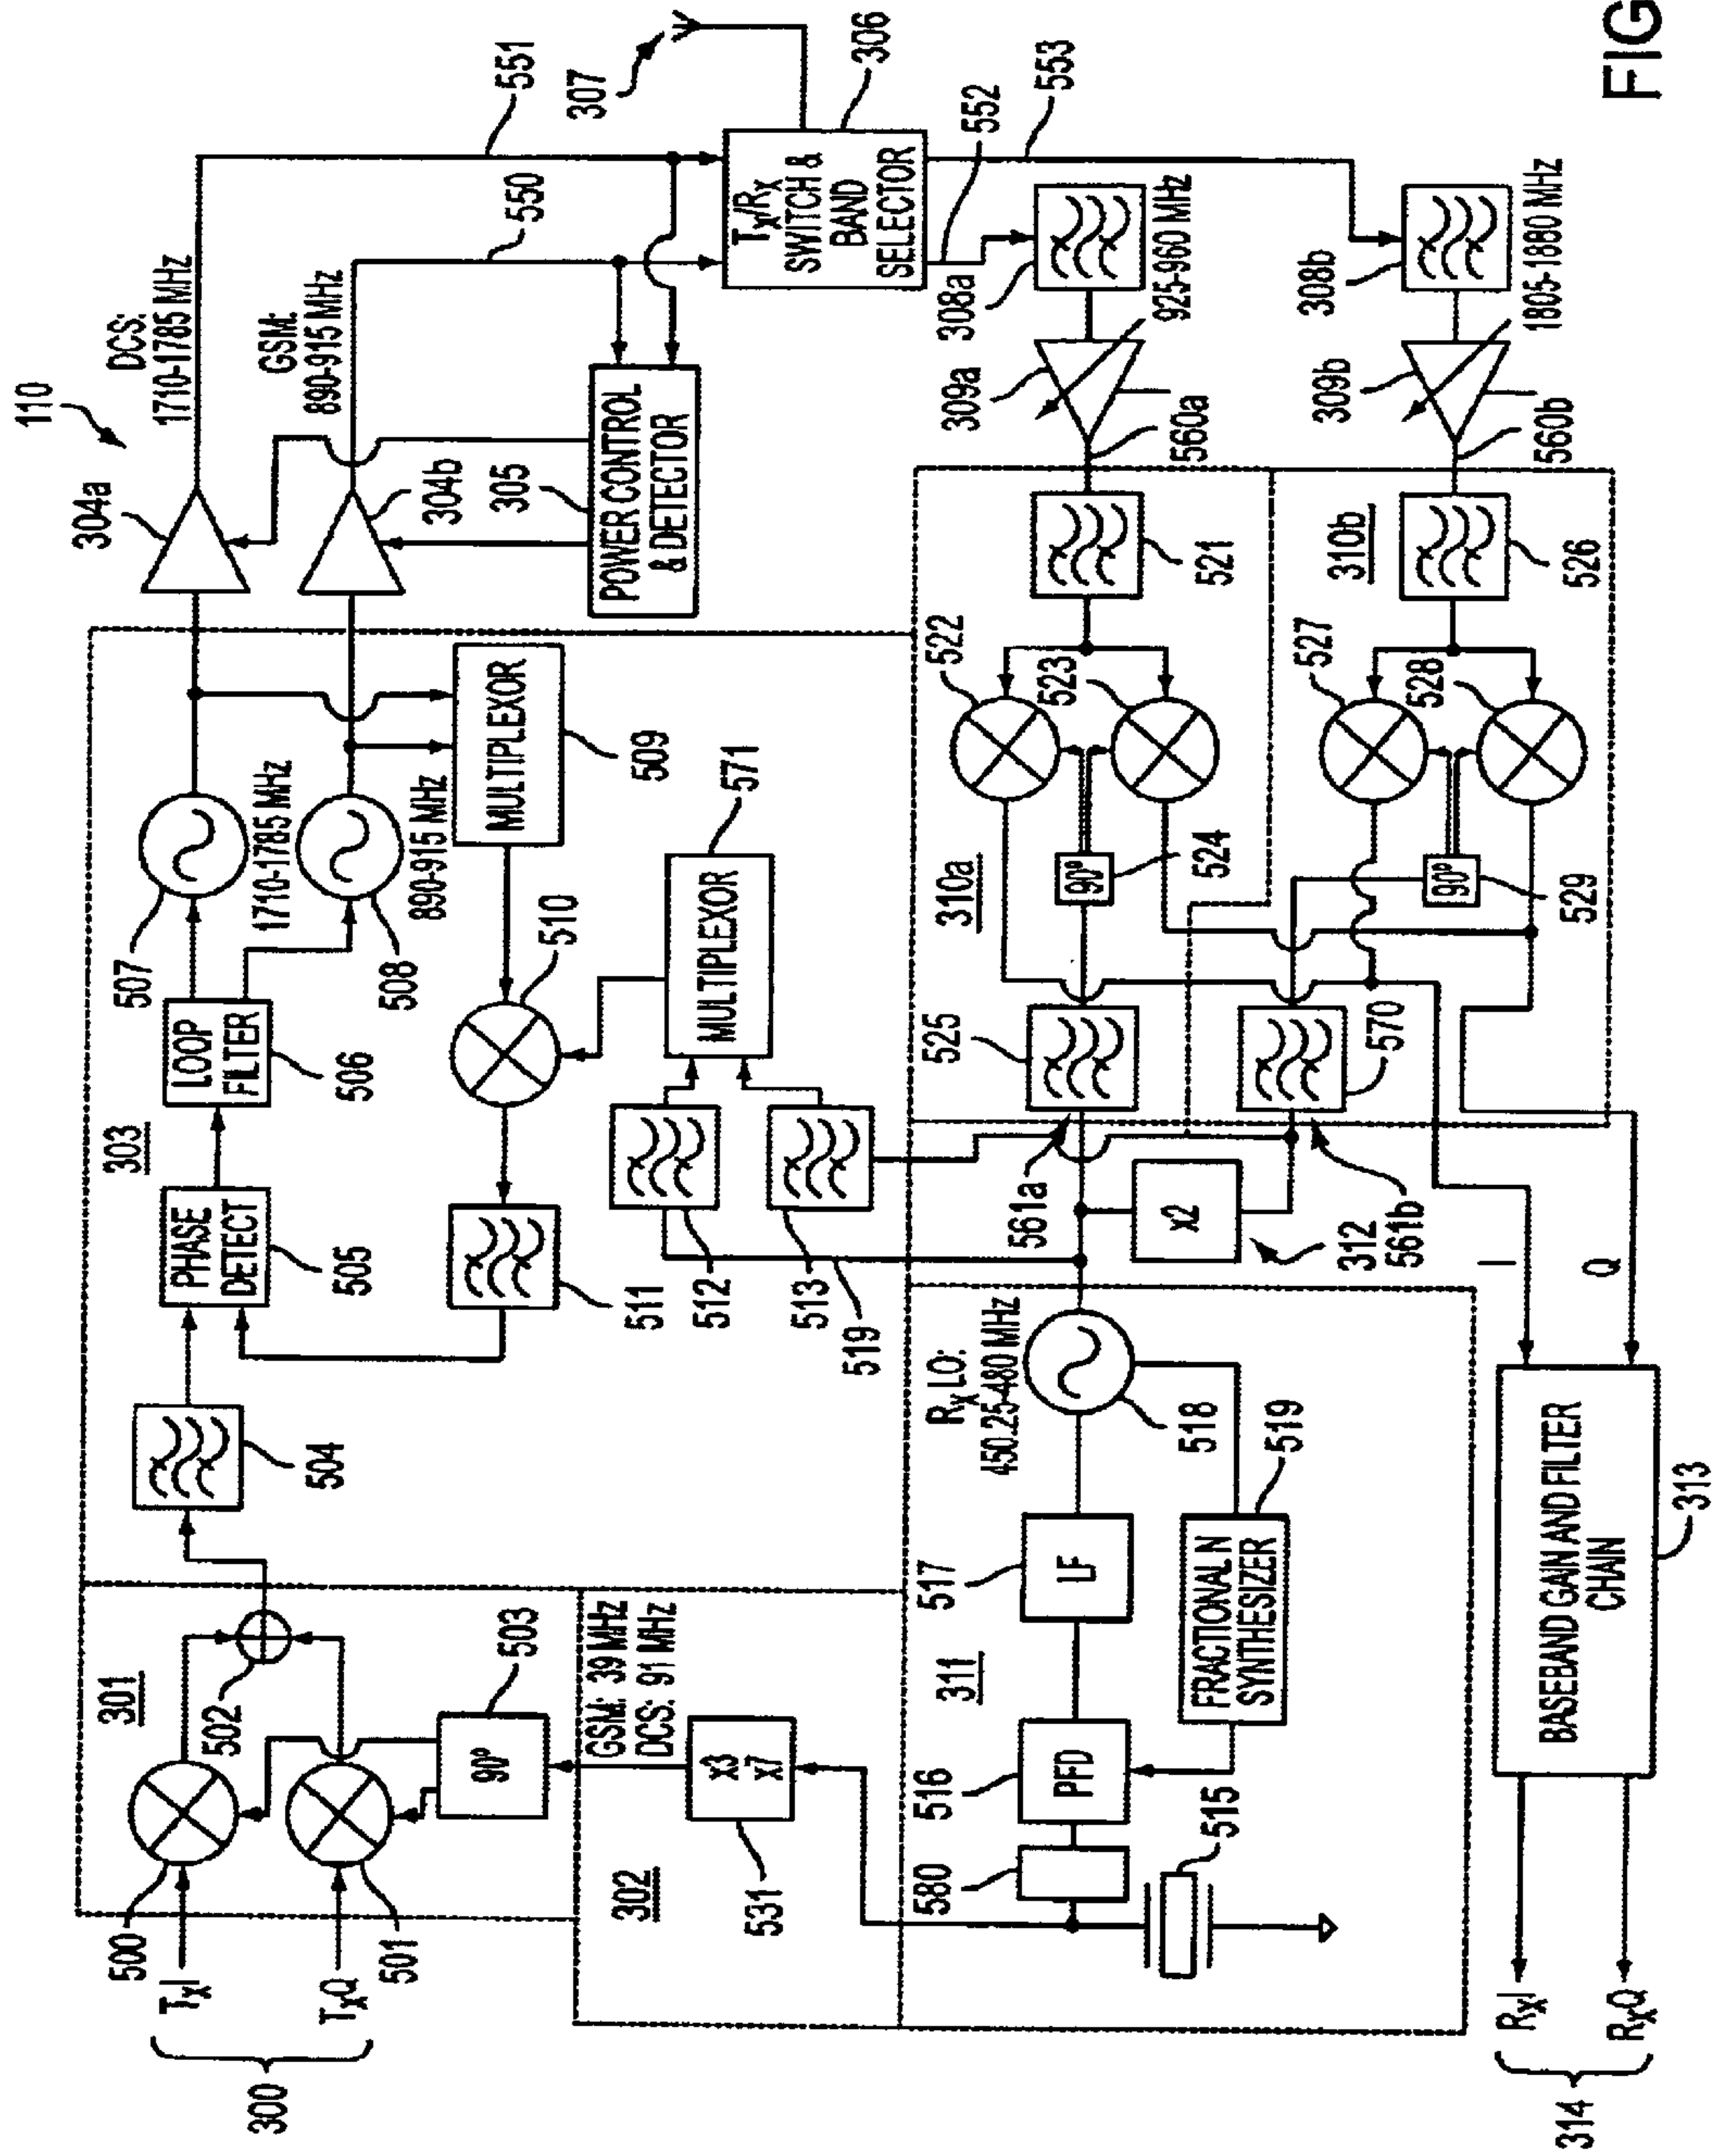 110
DCS:
1710-1785 MHz
GSM:
890-915 MHz
304a
304b
305
POWER CONTROL
& DETECTOR
550
551
307
306
TX/RX
SWITCH &
BAND
SELECTOR
552
553
308a
925-960 MHz
309a
560a
308b
1805-1880 MHz
309b
560b
FIG
303
507
1710-1785 MHz
508
890-915 MHz
MULTIPLEXOR
509
LOOP
FILTER
506
510
MULTIPLEXOR
571
PHASE
DETECT
505
511
512
513
519
504
301
500
501
502
503
90°
TXI
TXQ
300
GSM: 39 MHz
DCS: 91 MHz
x3
x7
531
302
310a
521
522
523
90°
524
525
561a
310b
526
527
528
90°
529
570
561b
x2
312
I
Q
RX LO:
450.25-480 MHz
518
517
LF
311
FRACTIONAL N
SYNTHESIZER
519
516
PFD
580
515
BASEBAND GAIN AND FILTER
CHAIN
313
RXI
RXQ
314